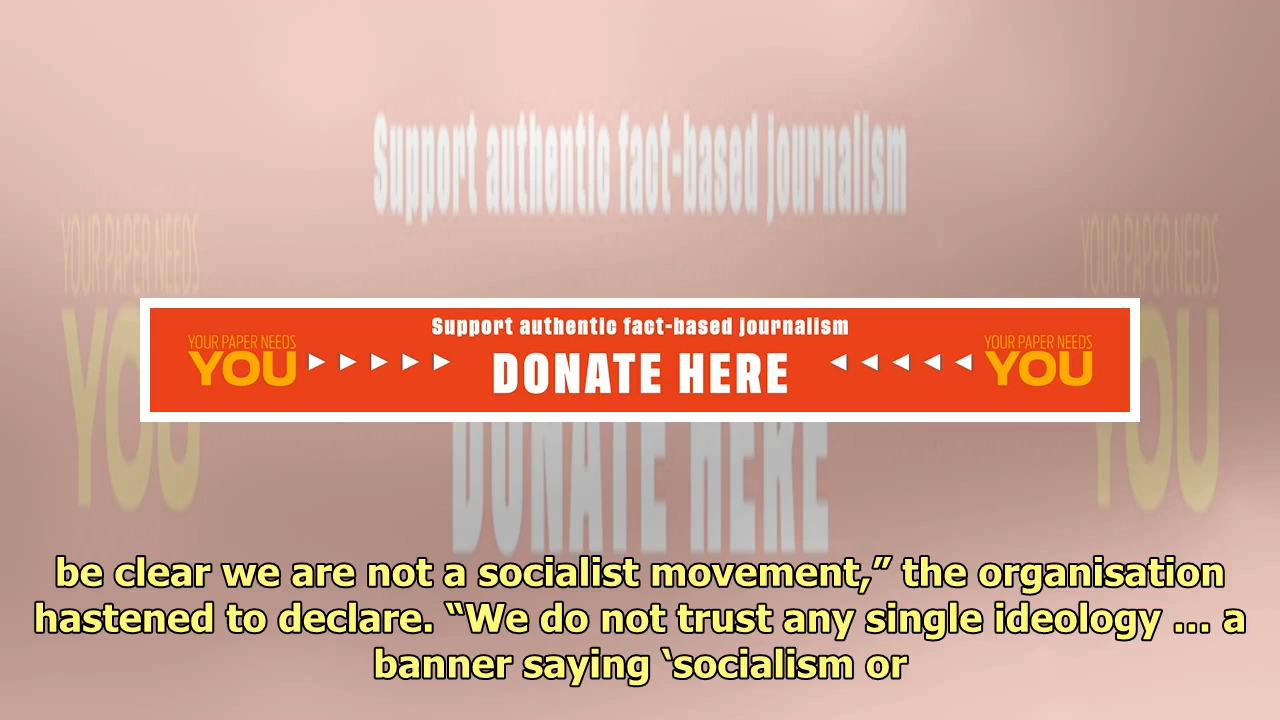 Support authentic fact-based journalism
YOUR PAPER NEEDS
YOUR PAPER NEEDS
YOU
YOU
Support authentic fact-based journalism
YOUR PAPER NEEDS
YOU
DONATE HERE
YOUR PAPER NEEDS
YOU
DONATE HERE
be clear we are not a socialist movement,” the organisation
hastened to declare. “We do not trust any single ideology ... a
banner saying ‘socialism or